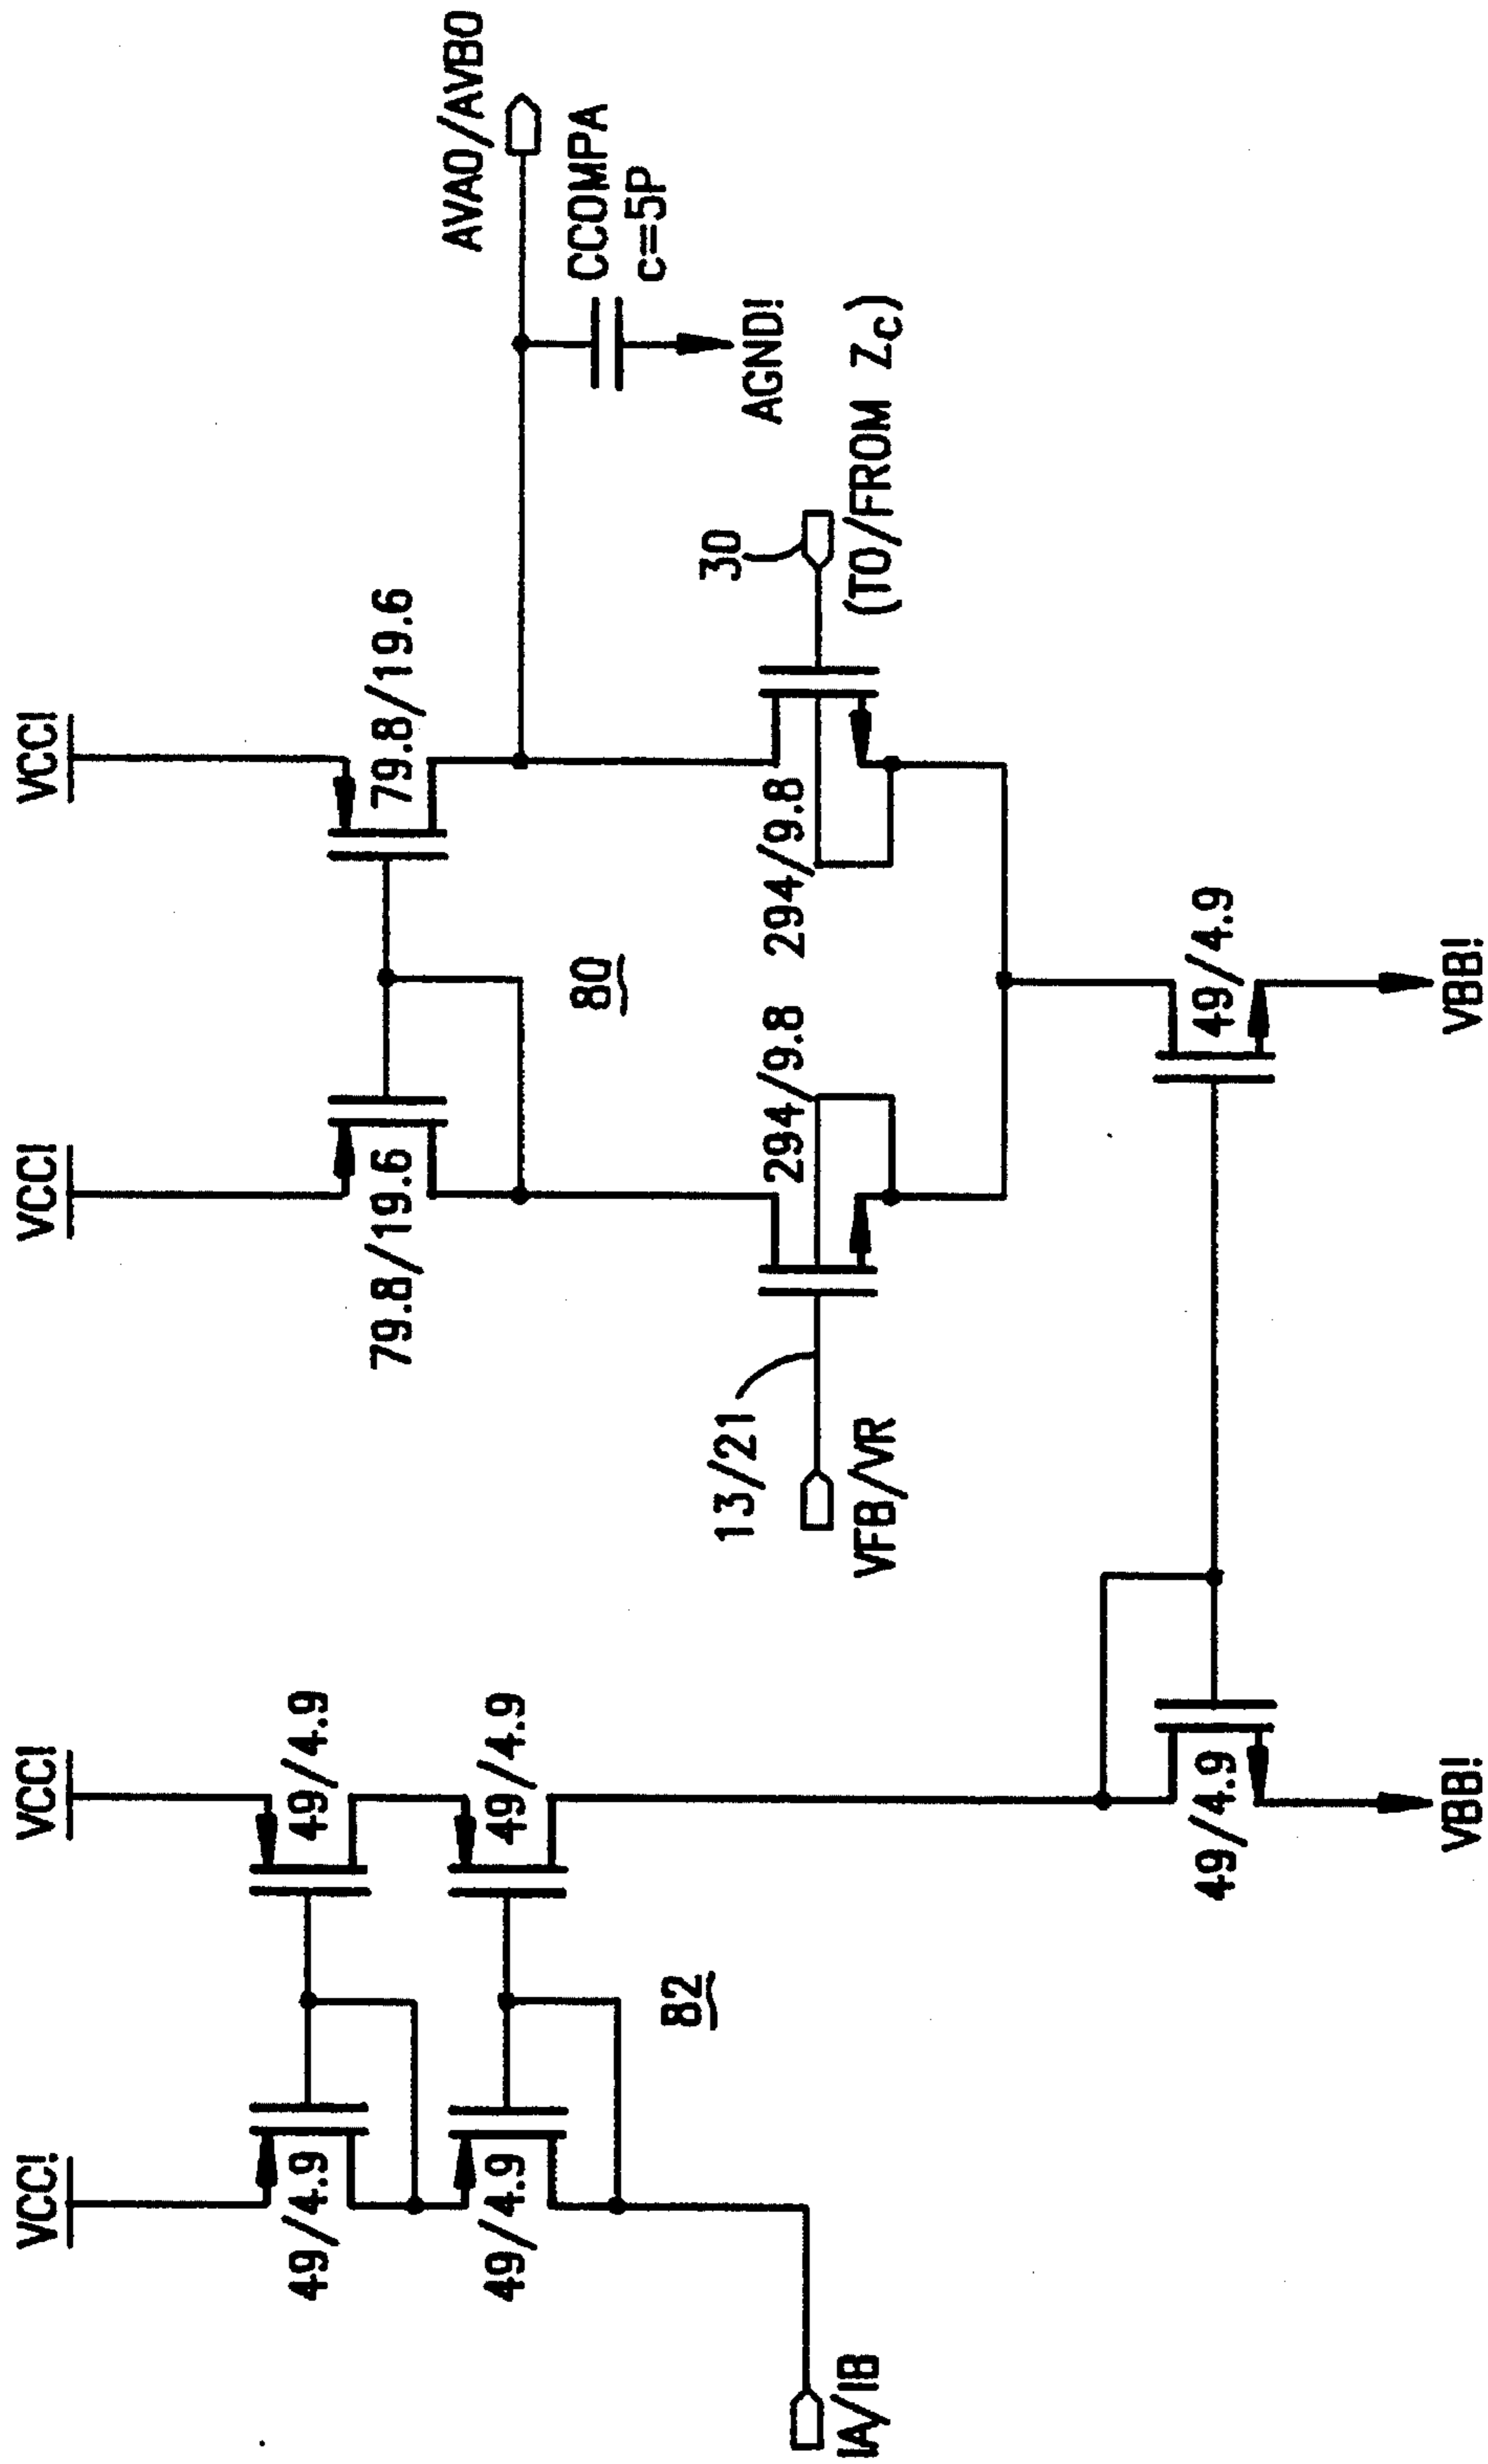 VCC!
VCC!
VCC!
VCC!
49/4.9
49/4.9
79.8/19.6
79.8/19.6
AVAO/AVBO
49/4.9
49/4.9
80
CCOMPA
c=5P
82
13/21
30
294/9.8
294/9.8
AGND!
IA/IB
VFB/VR
(TO/FROM Zc)
49/4.9
49/4.9
VBB!
VBB!